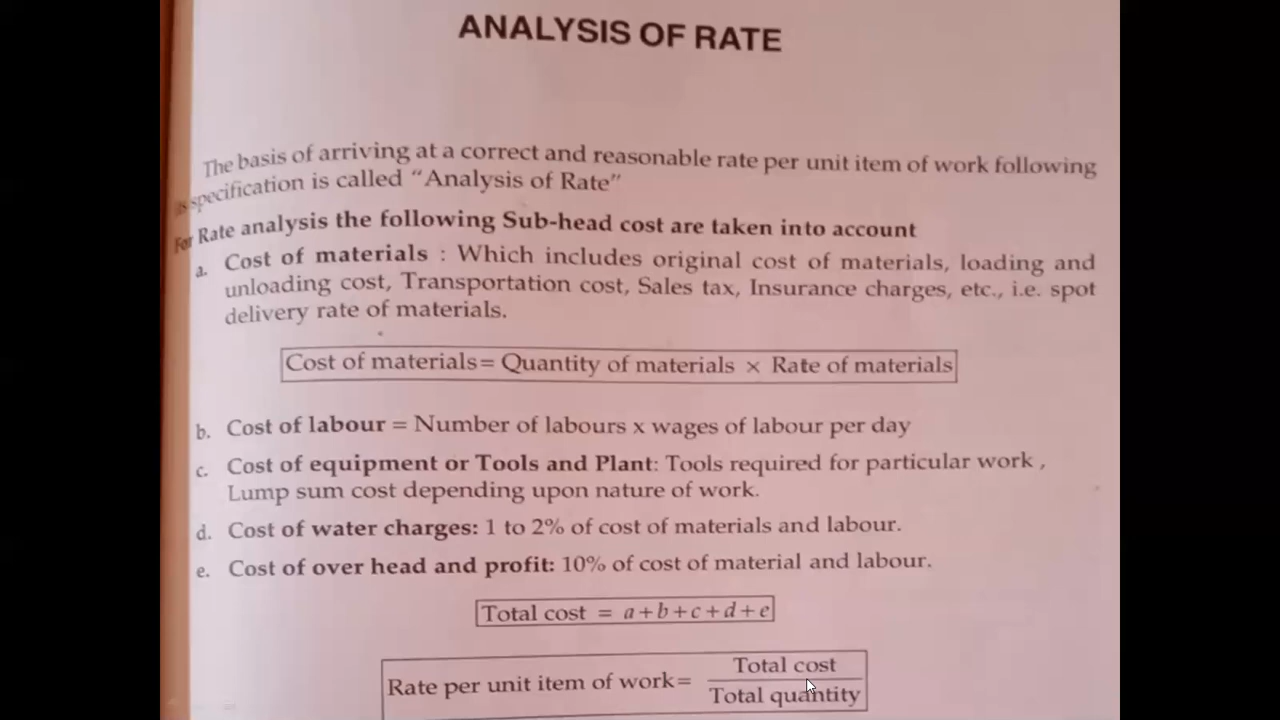 ANALYSIS OF RATE
The basis of arriving at a correct and reasonable rate per unit item of work following
is specification is called “Analysis of Rate”
For Rate analysis the following Sub-head cost are taken into account
a. Cost of materials : Which includes original cost of materials, loading and
unloading cost, Transportation cost, Sales tax, Insurance charges, etc., i.e. spot
delivery rate of materials.
Cost of materials= Quantity of materials × Rate of materials
b. Cost of labour = Number of labours x wages of labour per day
c. Cost of equipment or Tools and Plant: Tools required for particular work ,
Lump sum cost depending upon nature of work.
d. Cost of water charges: 1 to 2% of cost of materials and labour.
e. Cost of over head and profit: 10% of cost of material and labour.
Total cost = a+b+c+d+e
Rate per unit item of work= Total cost
Total quantity